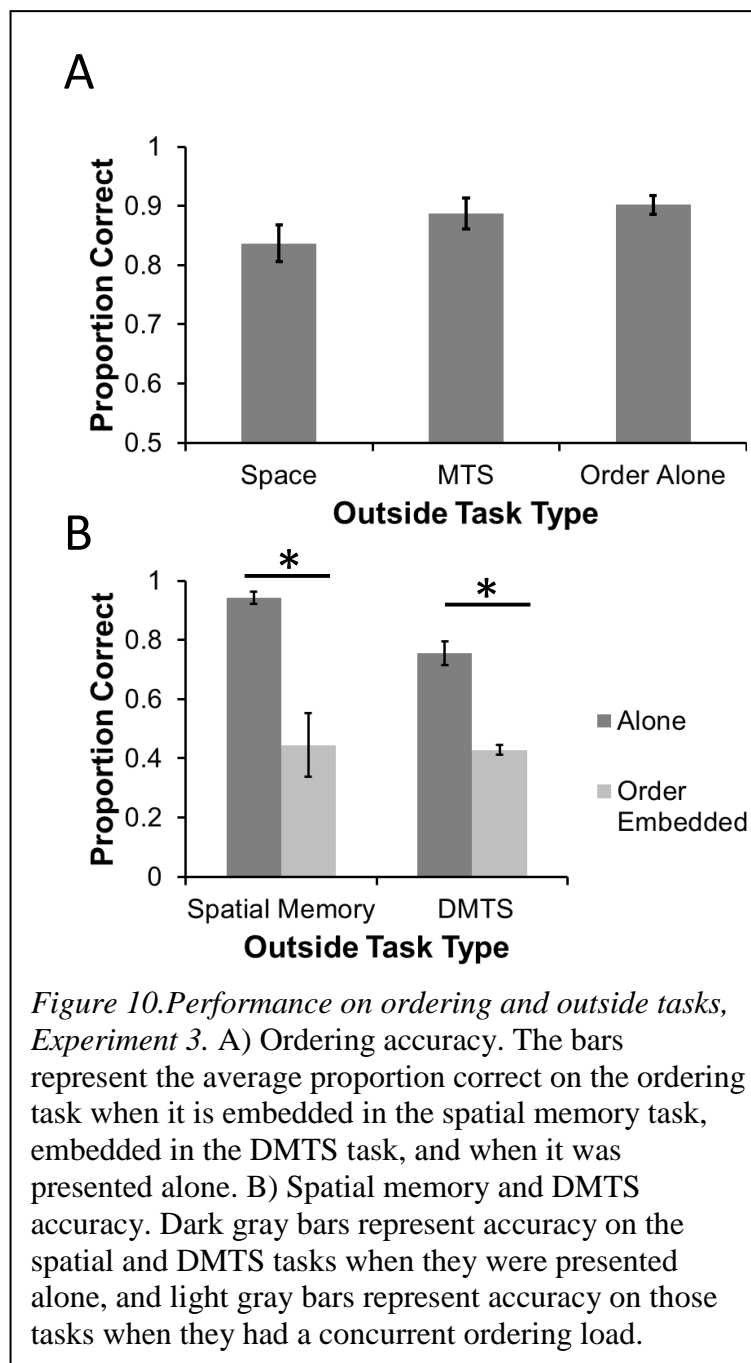 A
1
0.9
0.8
0.7
0.6
0.5
Proportion Correct
Space MTS Order Alone
Outside Task Type
B
* *
1
0.8
0.6
0.4
0.2
0
Proportion Correct
Alone
Order
Embedded
Spatial Memory DMTS
Outside Task Type
Figure 10.Performance on ordering and outside tasks,
Experiment 3. A) Ordering accuracy. The bars
represent the average proportion correct on the ordering
task when it is embedded in the spatial memory task,
embedded in the DMTS task, and when it was
presented alone. B) Spatial memory and DMTS
accuracy. Dark gray bars represent accuracy on the
spatial and DMTS tasks when they were presented
alone, and light gray bars represent accuracy on those
tasks when they had a concurrent ordering load.